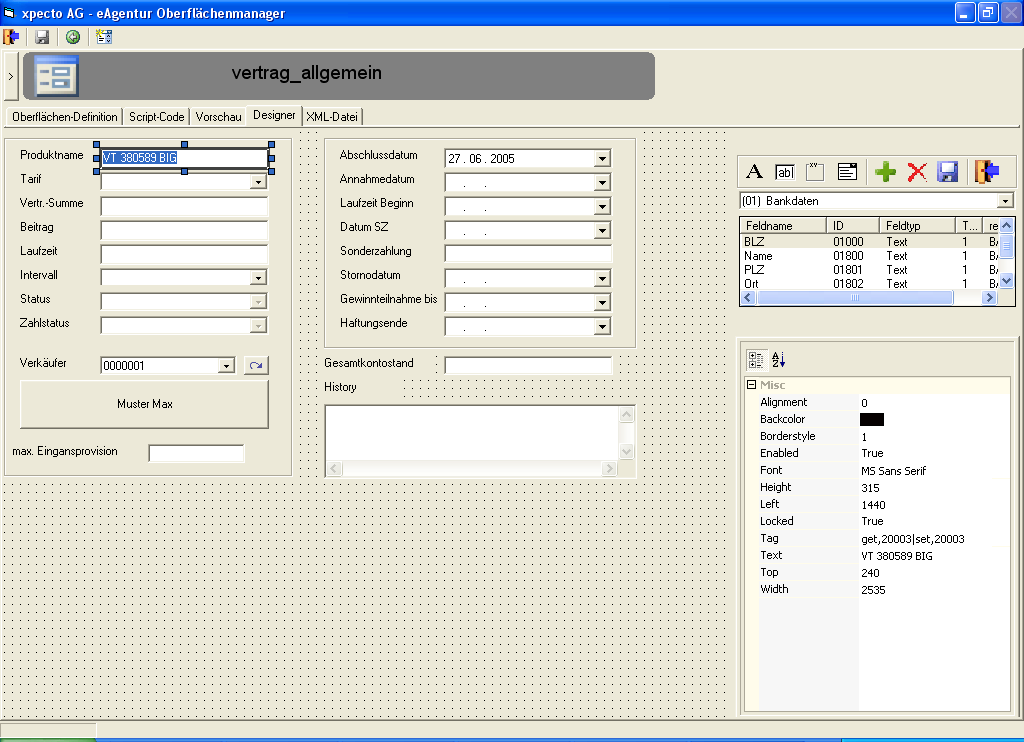 xpecto AG - eAgentur Oberflächenmanager
vertrag_allgemein
Oberflächen-Definition Script-Code Vorschau Designer XML-Datei
Produktname VT 380589 BIG
Tarif
Vertr.-Summe
Beitrag
Laufzeit
Intervall
Status
Zahlstatus
Verkäufer 0000001
Muster Max
max. Eingansprovision
Abschlussdatum 27 . 06 . 2005
Annahmedatum . .
Laufzeit Beginn . .
Datum SZ . .
Sonderzahlung
Stornodatum . .
Gewinnteilnahme bis . .
Haftungsende . .
Gesamtkontostand
History
A ab| xy
(01) Bankdaten
Feldname ID Feldtyp T... re
BLZ 01000 Text 1
Name 01800 Text 1
PLZ 01801 Text 1
Ort 01802 Text 1
A Z
Misc
Alignment 0
Backcolor
Borderstyle 1
Enabled True
Font MS Sans Serif
Height 315
Left 1440
Locked True
Tag get,20003|set,20003
Text VT 380589 BIG
Top 240
Width 2535